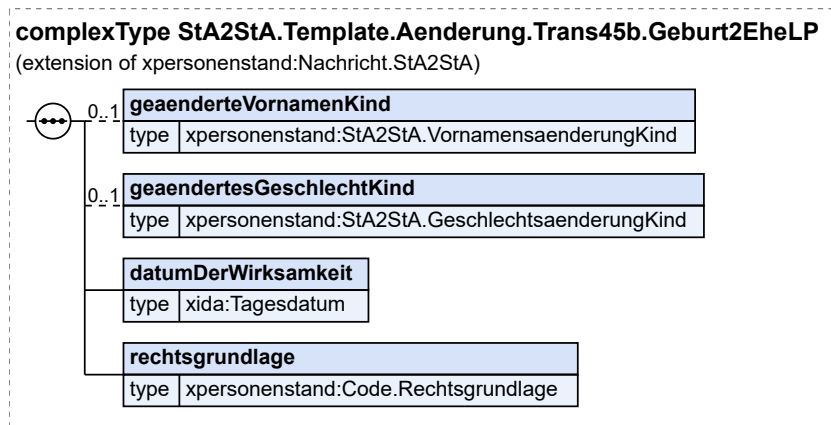 complexType StA2StA.Template.Aenderung.Trans45b.Geburt2EheLP
(extension of xpersonenstand:Nachricht.StA2StA)
0..1
geaenderteVornamenKind
type xpersonenstand:StA2StA.VornamensaenderungKind
0..1
geaendertesGeschlechtKind
type xpersonenstand:StA2StA.GeschlechtsaenderungKind
datumDerWirksamkeit
type xida:Tagesdatum
rechtsgrundlage
type xpersonenstand:Code.Rechtsgrundlage